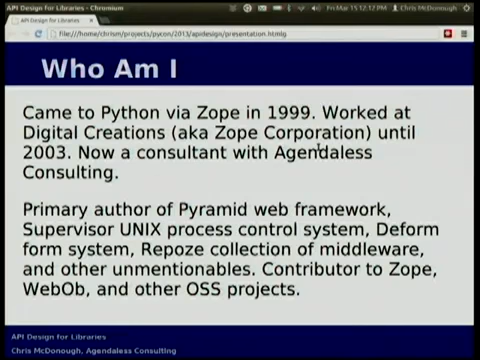 API Design for Libraries - Chromium
Fri Mar 15 12:12 PM
Chris McDonough
API Design for Libraries
file:///home/chrism/projects/pycon/2013/apidesign/presentation.html
Who Am I
Came to Python via Zope in 1999. Worked at
Digital Creations (aka Zope Corporation) until
2003. Now a consultant with Agendaless
Consulting.
Primary author of Pyramid web framework,
Supervisor UNIX process control system, Deform
form system, Repoze collection of middleware,
and other unmentionables. Contributor to Zope,
WebOb, and other OSS projects.
API Design for Libraries
Chris McDonough, Agendaless Consulting